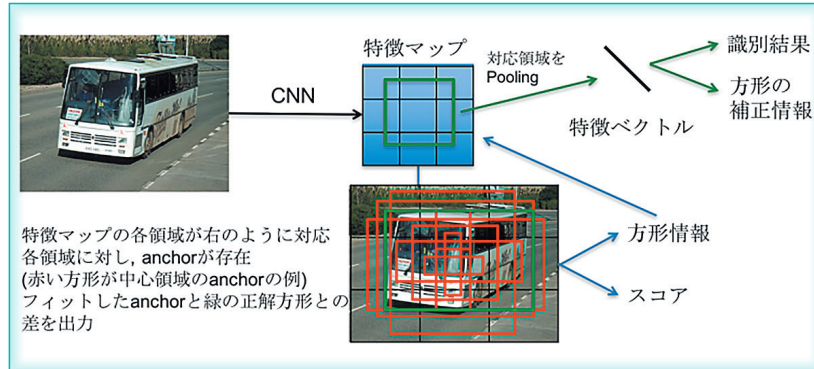 特徴マップ
対応領域を
Pooling
識別結果
CNN
方形の
補正情報
特徴ベクトル
特徴マップの各領域が右のように対応
各領域に対し, anchorが存在
(赤い方形が中心領域のanchorの例)
フィットしたanchorと緑の正解方形との
差を出力
方形情報
スコア